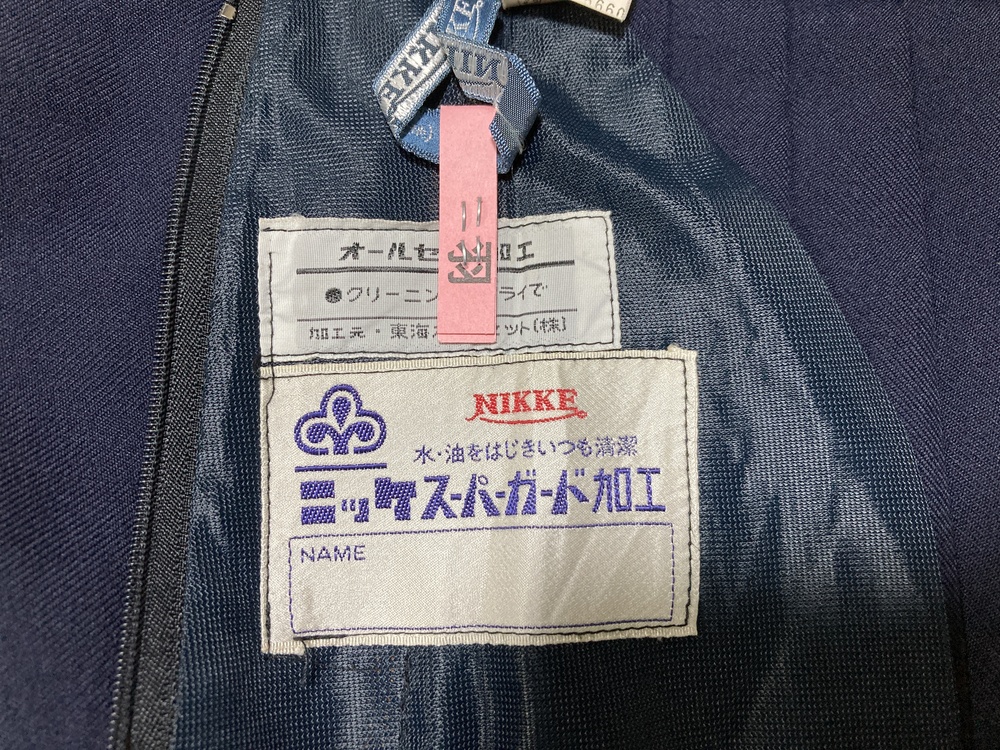 KKE
NIK
オールセ 加工
●クリーニン ライで
加工元・東海 ット(株)
NIKKE
水・油をはじきいつも清潔
ニッケスーパーガード加工
NAME